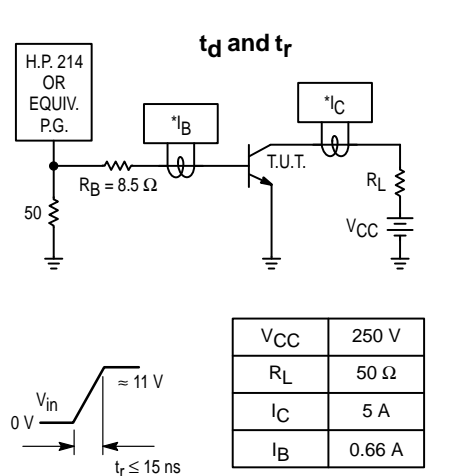 td and tr
H.P. 214
OR
EQUIV.
P.G.
*IB
*IC
T.U.T.
RB = 8.5 Ω
RL
50
VCC
Vin
0 V
≈ 11 V
tr ≤ 15 ns
VCC 250 V
RL 50 Ω
IC 5 A
IB 0.66 A